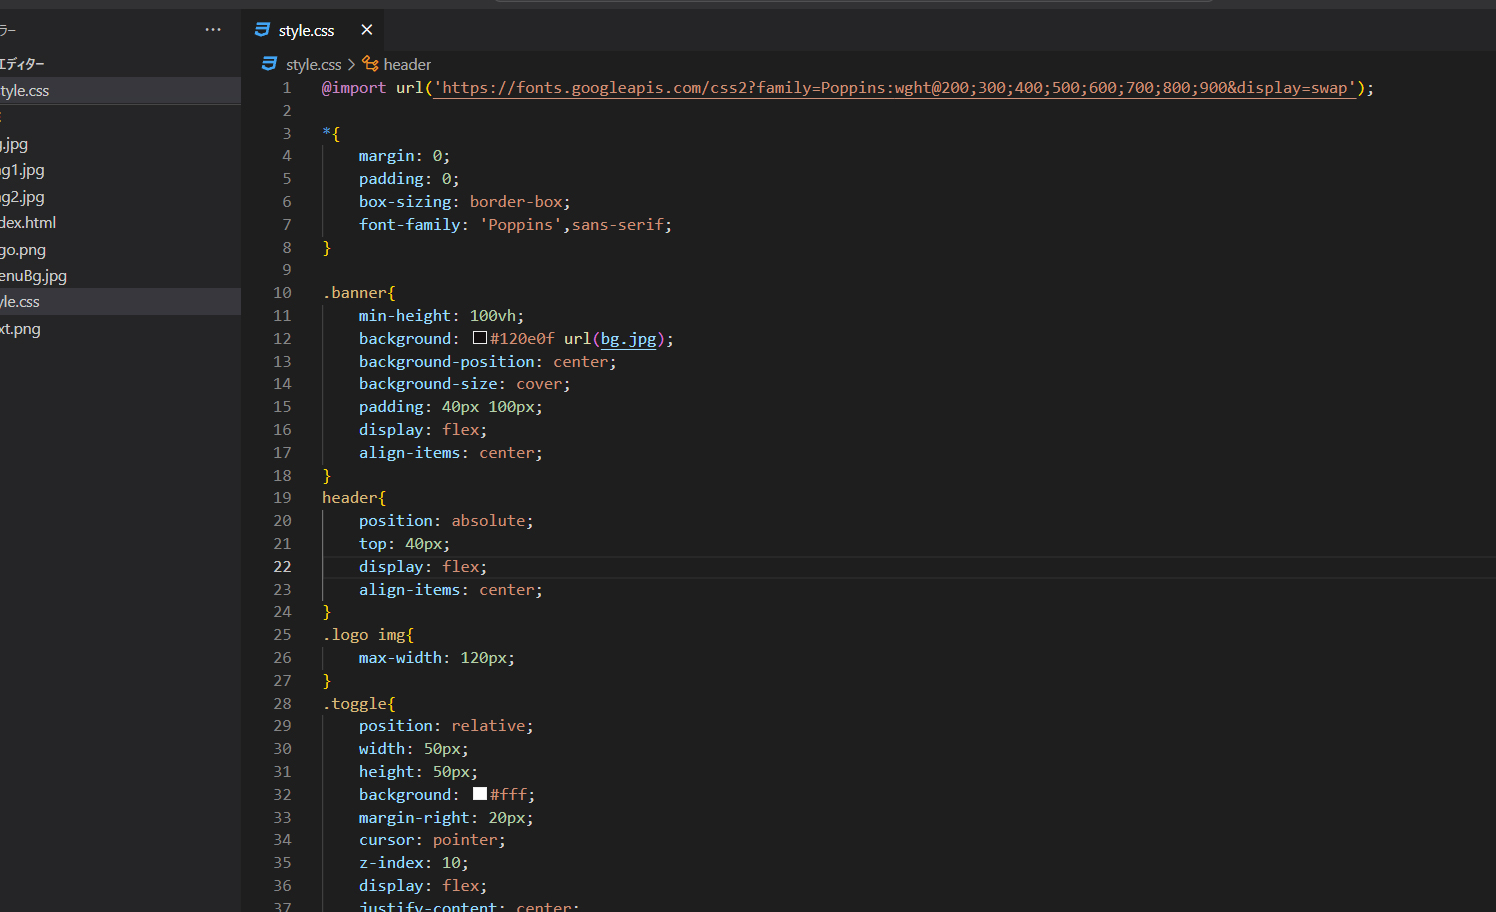 ラー ...
エディター
tyle.css
g.jpg
g1.jpg
g2.jpg
dex.html
go.png
enuBg.jpg
yle.css
xt.png
style.css ×
style.css > header
1 @import url('https://fonts.googleapis.com/css2?family=Poppins:wght@200;300;400;500;600;700;800;900&display=swap');
2
3 *{
4 margin: 0;
5 padding: 0;
6 box-sizing: border-box;
7 font-family: 'Poppins',sans-serif;
8 }
9
10 .banner{
11 min-height: 100vh;
12 background: #120e0f url(bg.jpg);
13 background-position: center;
14 background-size: cover;
15 padding: 40px 100px;
16 display: flex;
17 align-items: center;
18 }
19 header{
20 position: absolute;
21 top: 40px;
22 display: flex;
23 align-items: center;
24 }
25 .logo img{
26 max-width: 120px;
27 }
28 .toggle{
29 position: relative;
30 width: 50px;
31 height: 50px;
32 background: #fff;
33 margin-right: 20px;
34 cursor: pointer;
35 z-index: 10;
36 display: flex;
37 justify-content: center;